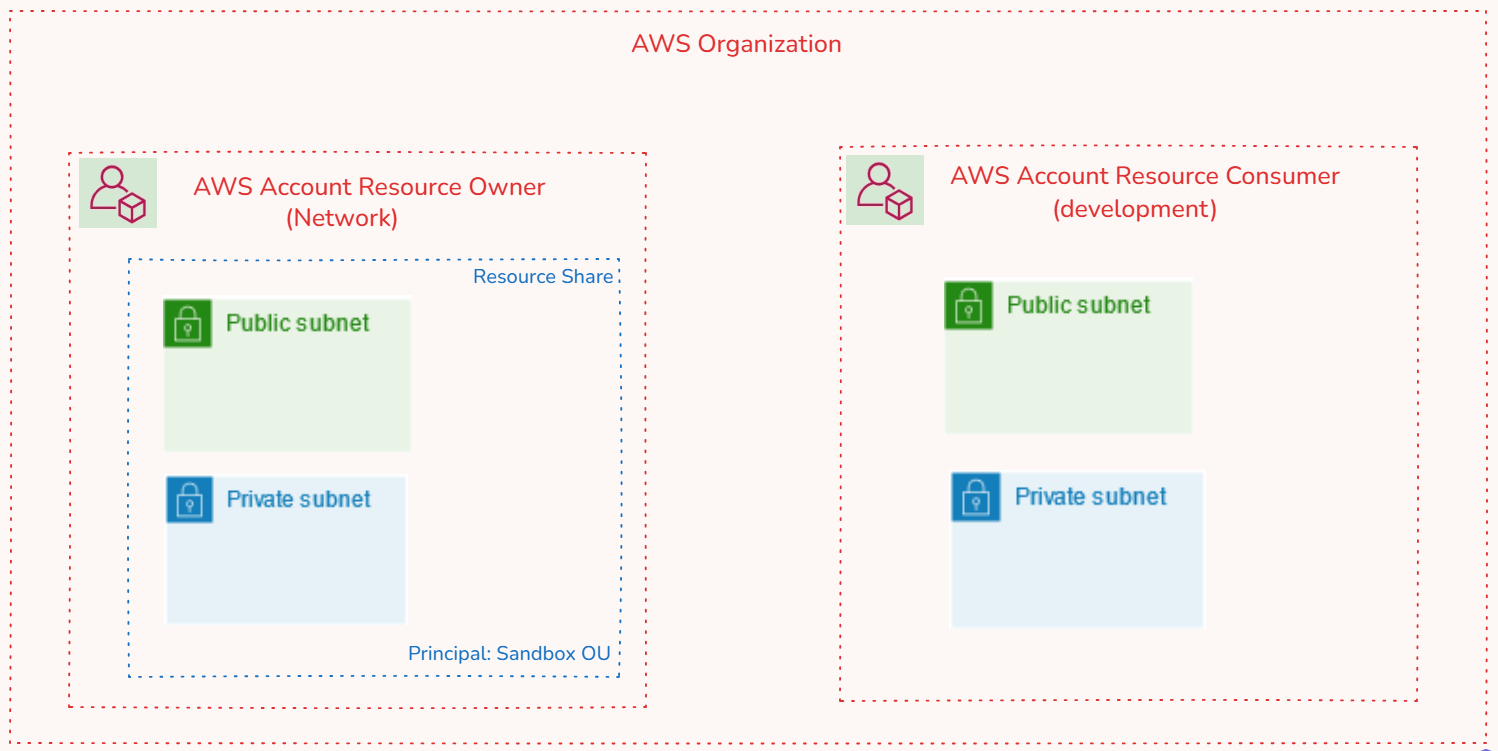 AWS Organization
AWS Account Resource Owner
(Network)
Resource Share
Public subnet
Private subnet
Principal: Sandbox OU
AWS Account Resource Consumer
(development)
Public subnet
Private subnet